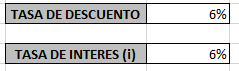 TASA DE DESCUENTO 6%
TASA DE INTERES (i) 6%